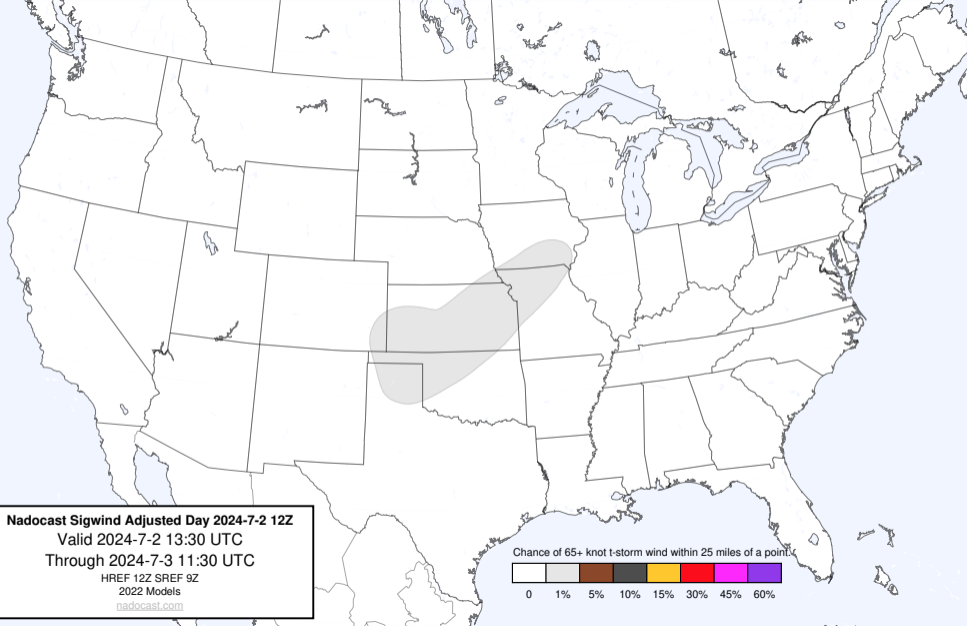 Nadocast Sigwind Adjusted Day 2024-7-2 12Z
Valid 2024-7-2 13:30 UTC
Through 2024-7-3 11:30 UTC
HREF 12Z SREF 9Z
2022 Models
nadocast.com
Chance of 65+ knot t-storm wind within 25 miles of a point.
0 1% 5% 10% 15% 30% 45% 60%